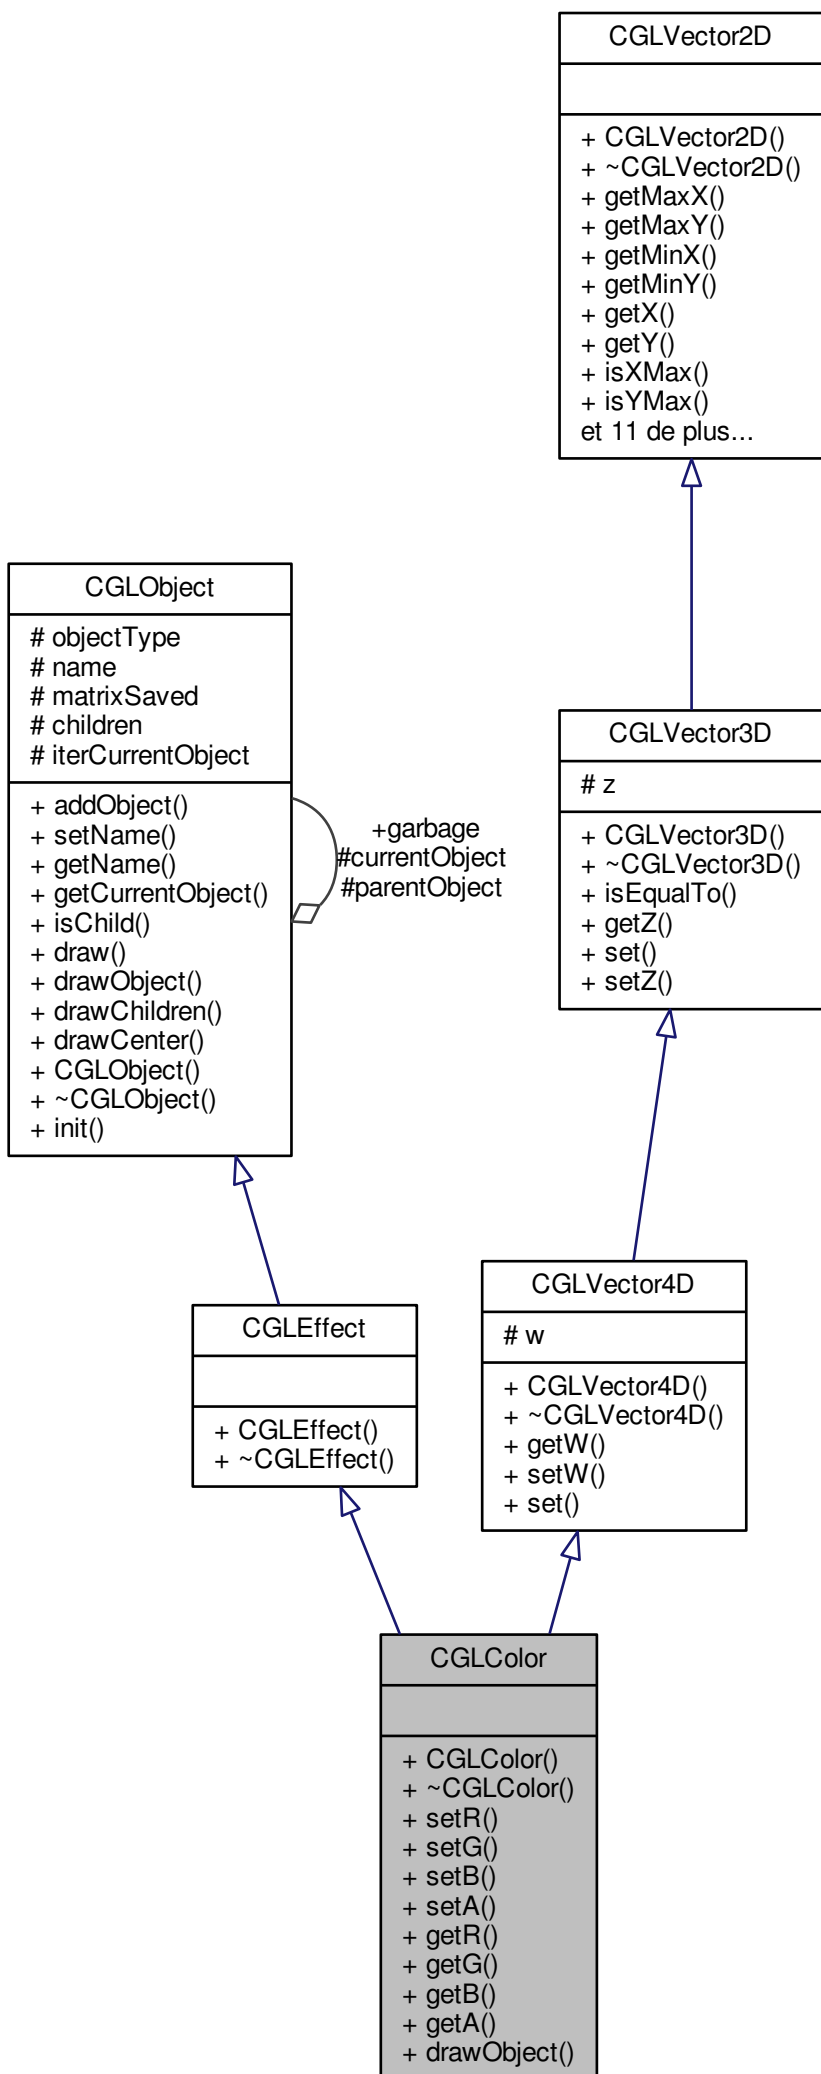 CGLVector2D
+ CGLVector2D()
+ ~CGLVector2D()
+ getMaxX()
+ getMaxY()
+ getMinX()
+ getMinY()
+ getX()
+ getY()
+ isXMax()
+ isYMax()
et 11 de plus...
CGLObject
# objectType
# name
# matrixSaved
# children
# iterCurrentObject
+ addObject()
+ setName()
+ getName()
+ getCurrentObject()
+ isChild()
+ draw()
+ drawObject()
+ drawChildren()
+ drawCenter()
+ CGLObject()
+ ~CGLObject()
+ init()
+garbage
#currentObject
#parentObject
CGLVector3D
# z
+ CGLVector3D()
+ ~CGLVector3D()
+ isEqualTo()
+ getZ()
+ set()
+ setZ()
CGLEffect
+ CGLEffect()
+ ~CGLEffect()
CGLVector4D
# w
+ CGLVector4D()
+ ~CGLVector4D()
+ getW()
+ setW()
+ set()
CGLColor
+ CGLColor()
+ ~CGLColor()
+ setR()
+ setG()
+ setB()
+ setA()
+ getR()
+ getG()
+ getB()
+ getA()
+ drawObject()